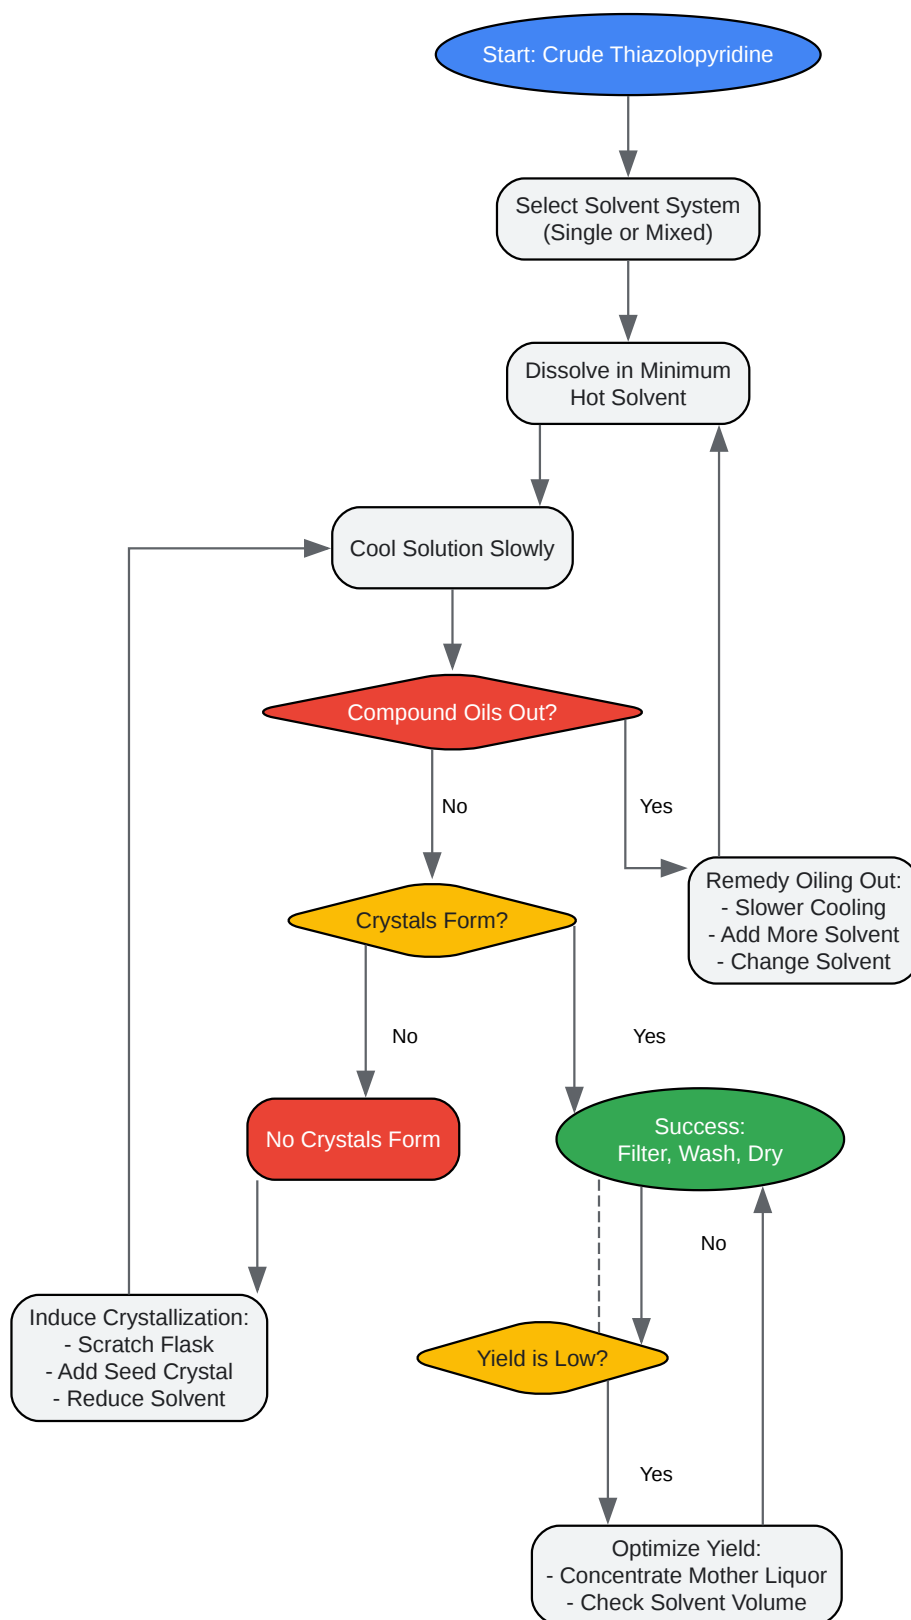 Start: Crude Thiazolopyridine
Select Solvent System
(Single or Mixed)
Dissolve in Minimum
Hot Solvent
Cool Solution Slowly
Compound Oils Out?
No
Yes
Remedy Oiling Out:
- Slower Cooling
- Add More Solvent
- Change Solvent
Crystals Form?
No
Yes
No Crystals Form
Success:
Filter, Wash, Dry
No
Induce Crystallization:
- Scratch Flask
- Add Seed Crystal
- Reduce Solvent
Yield is Low?
Yes
Optimize Yield:
- Concentrate Mother Liquor
- Check Solvent Volume